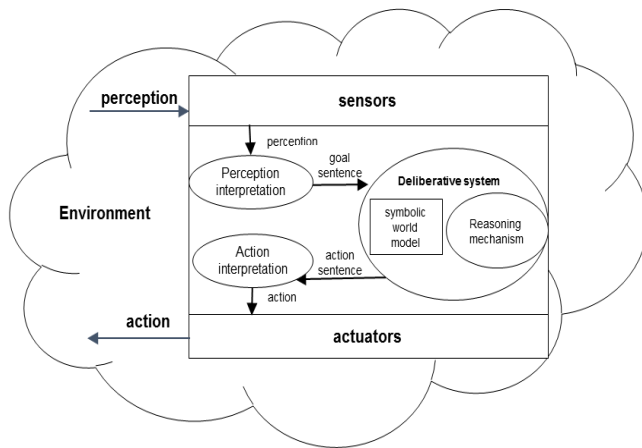 perception
sensors
perception
Perception
interpretation
goal
sentence
Deliberative system
Environment
symbolic
world
model
Reasoning
mechanism
Action
interpretation
action
sentence
action
action
actuators